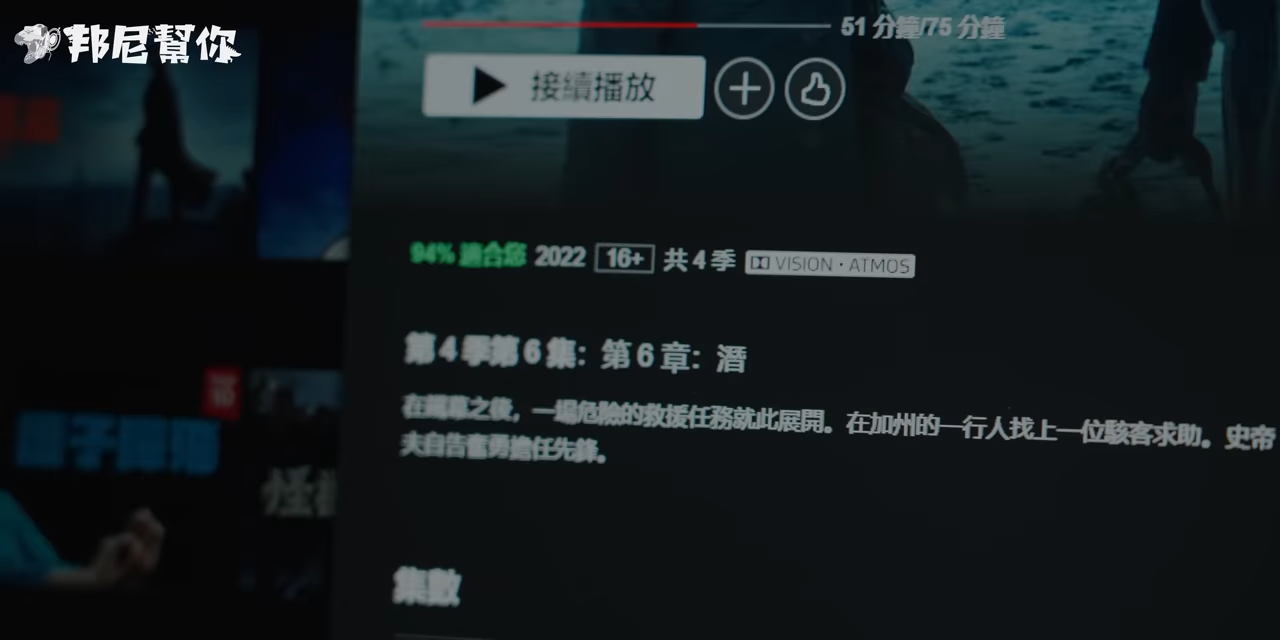 邦尼幫你
51 分鐘/75 分鐘
接續播放
94% 適合您 2022 16+ 共 4 季 VISION · ATMOS
第 4 季第 6 集：第 6 章：潛
在鐵幕之後，一場危險的救援任務就此展開。在加州的一行人找上一位駭客求助。史帝
夫自告奮勇擔任先鋒。
集數